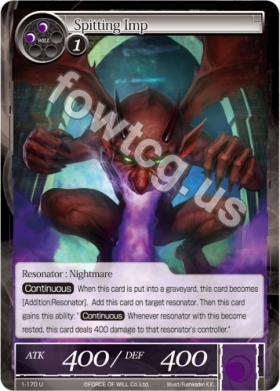 Spitting Imp
WILL
1
fowtcg.us
Resonator : Nightmare
Continuous When this card is put into a graveyard, this card becomes
[Addition:Resonator]. Add this card on target resonator. Then this card
gains this ability: " Continuous Whenever resonator with this becomes
rested, this card deals 400 damage to that resonator's controller."
ATK 400 / DEF 400
1-170 U ©FORCE OF WILL Co.,Ltd.